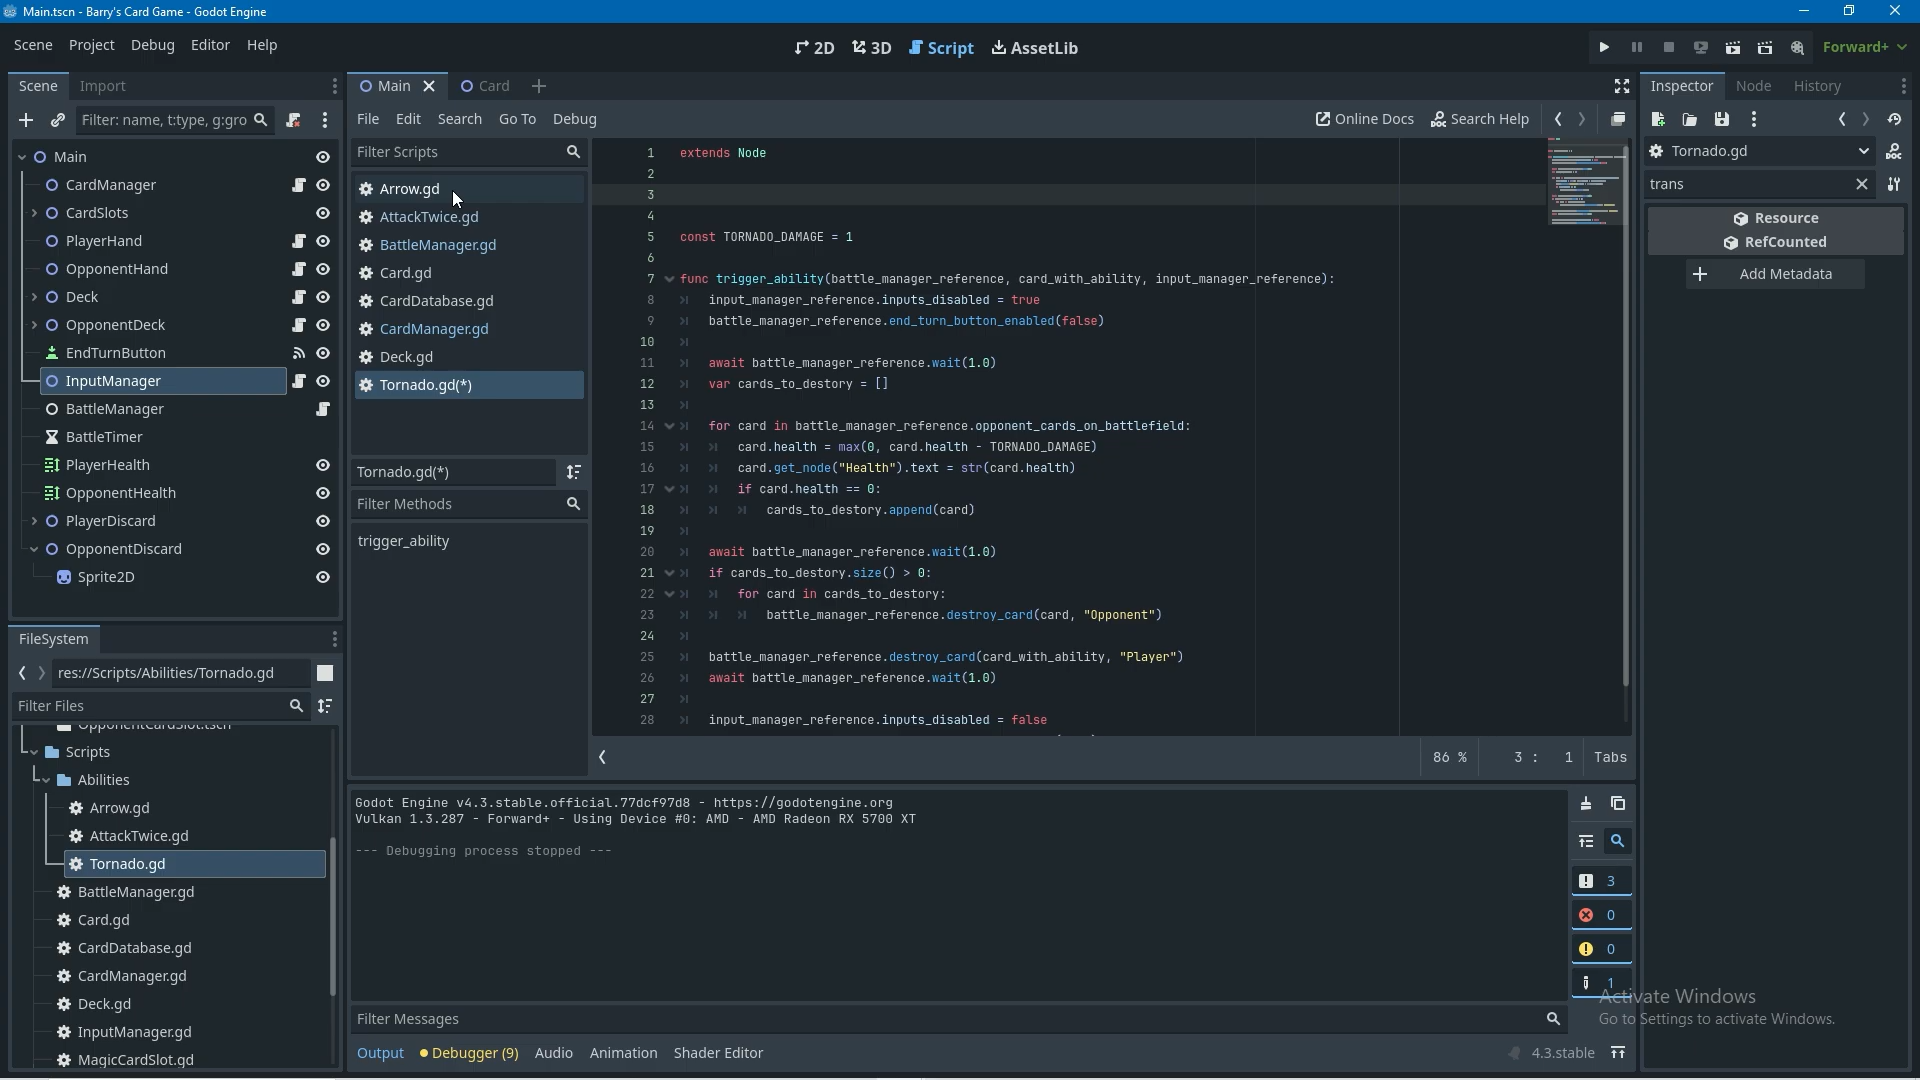 Main.tscn - Barry's Card Game - Godot Engine
Scene Project Debug Editor Help
2D 3D Script AssetLib
Forward+
Scene Import
Filter: name, t:type, g:gro
Main
CardManager
CardSlots
PlayerHand
OpponentHand
Deck
OpponentDeck
EndTurnButton
InputManager
BattleManager
BattleTimer
PlayerHealth
OpponentHealth
PlayerDiscard
OpponentDiscard
Sprite2D
FileSystem
res://Scripts/Abilities/Tornado.gd
Filter Files
OpponentCardSlot.tscn
Scripts
Abilities
Arrow.gd
AttackTwice.gd
Tornado.gd
BattleManager.gd
Card.gd
CardDatabase.gd
CardManager.gd
Deck.gd
InputManager.gd
MagicCardSlot.gd
Main Card
File Edit Search Go To Debug
Online Docs Search Help
Filter Scripts
Arrow.gd
AttackTwice.gd
BattleManager.gd
Card.gd
CardDatabase.gd
CardManager.gd
Deck.gd
Tornado.gd(*)
Tornado.gd(*)
Filter Methods
trigger_ability
1 extends Node
2
3
4
5 const TORNADO_DAMAGE = 1
6
7 func trigger_ability(battle_manager_reference, card_with_ability, input_manager_reference):
8 input_manager_reference.inputs_disabled = true
9 battle_manager_reference.end_turn_button_enabled(false)
10
11 await battle_manager_reference.wait(1.0)
12 var cards_to_destory = []
13
14 for card in battle_manager_reference.opponent_cards_on_battlefield:
15 card.health = max(0, card.health - TORNADO_DAMAGE)
16 card.get_node("Health").text = str(card.health)
17 if card.health == 0:
18 cards_to_destory.append(card)
19
20 await battle_manager_reference.wait(1.0)
21 if cards_to_destory.size() > 0:
22 for card in cards_to_destory:
23 battle_manager_reference.destroy_card(card, "Opponent")
24
25 battle_manager_reference.destroy_card(card_with_ability, "Player")
26 await battle_manager_reference.wait(1.0)
27
28 input_manager_reference.inputs_disabled = false
86 % 3 : 1 Tabs
Godot Engine v4.3.stable.official.77dcf97d8 - https://godotengine.org
Vulkan 1.3.287 - Forward+ - Using Device #0: AMD - AMD Radeon RX 5700 XT
--- Debugging process stopped ---
3
0
0
1
Filter Messages
Output Debugger (9) Audio Animation Shader Editor
4.3.stable
Inspector Node History
Tornado.gd
trans
Resource
RefCounted
Add Metadata
Activate Windows
Go to Settings to activate Windows.